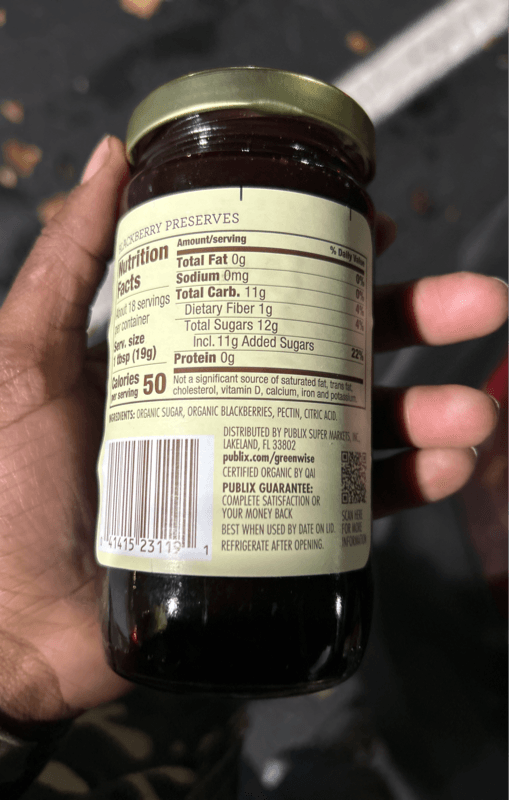 BLACKBERRY PRESERVES
Nutrition
Facts
About 18 servings
per container
Serv. size
1 tbsp (19g)
Calories 50
per serving
Amount/serving % Daily Value
Total Fat 0g 0%
Sodium 0mg 0%
Total Carb. 11g 4%
Dietary Fiber 1g 4%
Total Sugars 12g
Incl. 11g Added Sugars 22%
Protein 0g
Not a significant source of saturated fat, trans fat,
cholesterol, vitamin D, calcium, iron and potassium.
INGREDIENTS: ORGANIC SUGAR, ORGANIC BLACKBERRIES, PECTIN, CITRIC ACID.
DISTRIBUTED BY PUBLIX SUPER MARKETS, INC.
LAKELAND, FL 33802
publix.com/greenwise
CERTIFIED ORGANIC BY QAI
PUBLIX GUARANTEE:
COMPLETE SATISFACTION OR
YOUR MONEY BACK
BEST WHEN USED BY DATE ON LID.
REFRIGERATE AFTER OPENING.
SCAN HERE
FOR MORE
INFORMATION
0 41415 23119 1